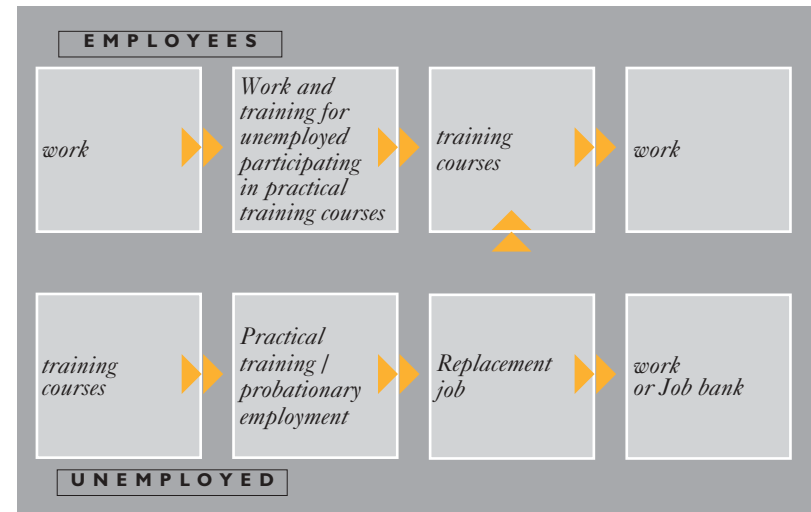 EMPLOYEES
work
Work and
training for
unemployed
participating
in practical
training courses
training
courses
work
training
courses
Practical
training /
probationary
employment
Replacement
job
work
or Job bank
UNEMPLOYED